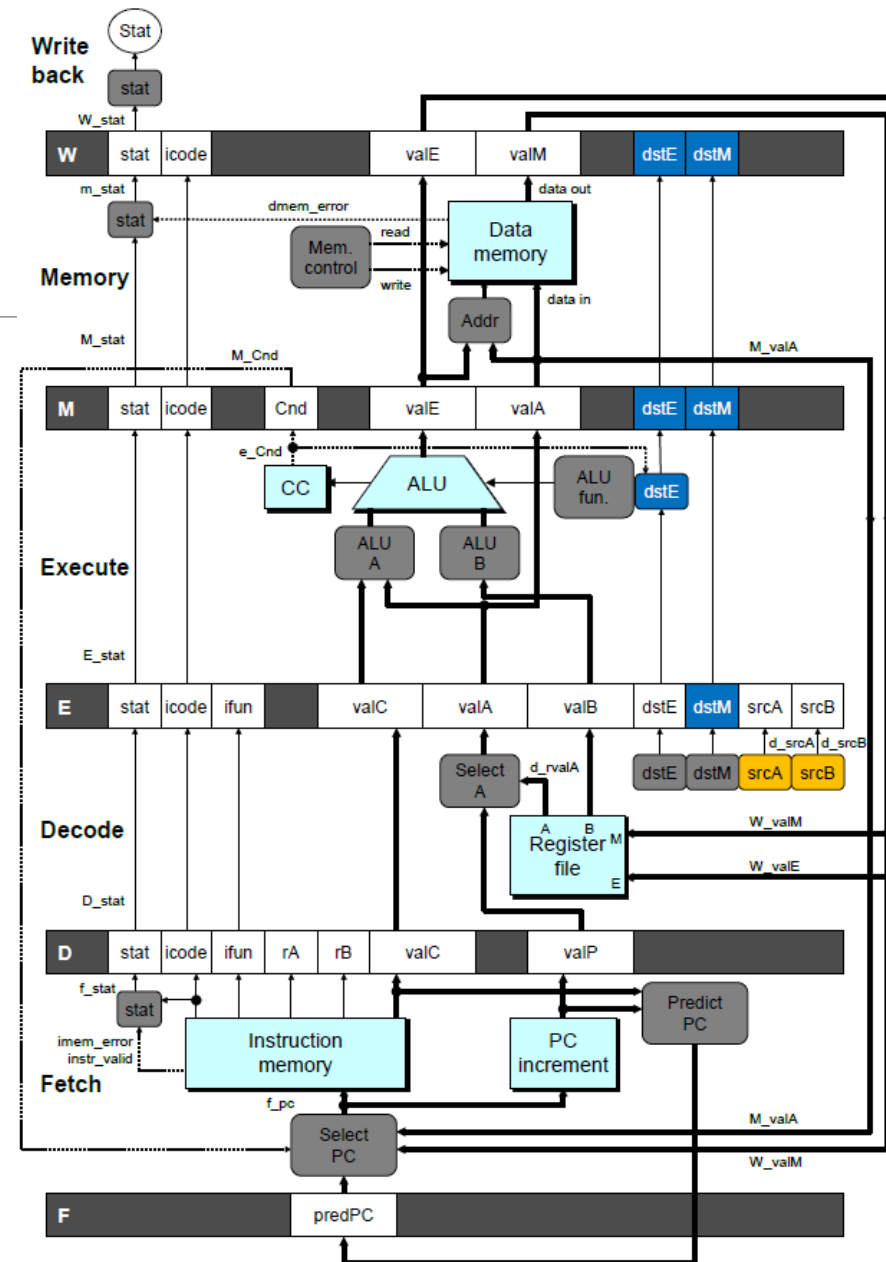 Stat
Write
back
stat
W_stat
W stat icode valE valM dstE dstM
m_stat
data out
dmem_error
stat
read
Data
memory
Mem.
control
Memory
write
data in
Addr
M_stat
M_Cnd
M_valA
M stat icode Cnd valE valA dstE dstM
e_Cnd
CC
ALU
ALU
fun.
dstE
ALU
A
ALU
B
Execute
E_stat
E stat icode ifun valC valA valB dstE dstM srcA srcB
d_srcA d_srcB
Select
A
d_rvalA
dstE dstM srcA srcB
Decode
A B
W_valM
Register M
file
W_valE
E
D_stat
D stat icode ifun rA rB valC valP
f_stat
stat
Predict
PC
imem_error
instr_valid
Instruction
memory
PC
increment
Fetch
f_pc
M_valA
Select
PC
W_valM
F predPC